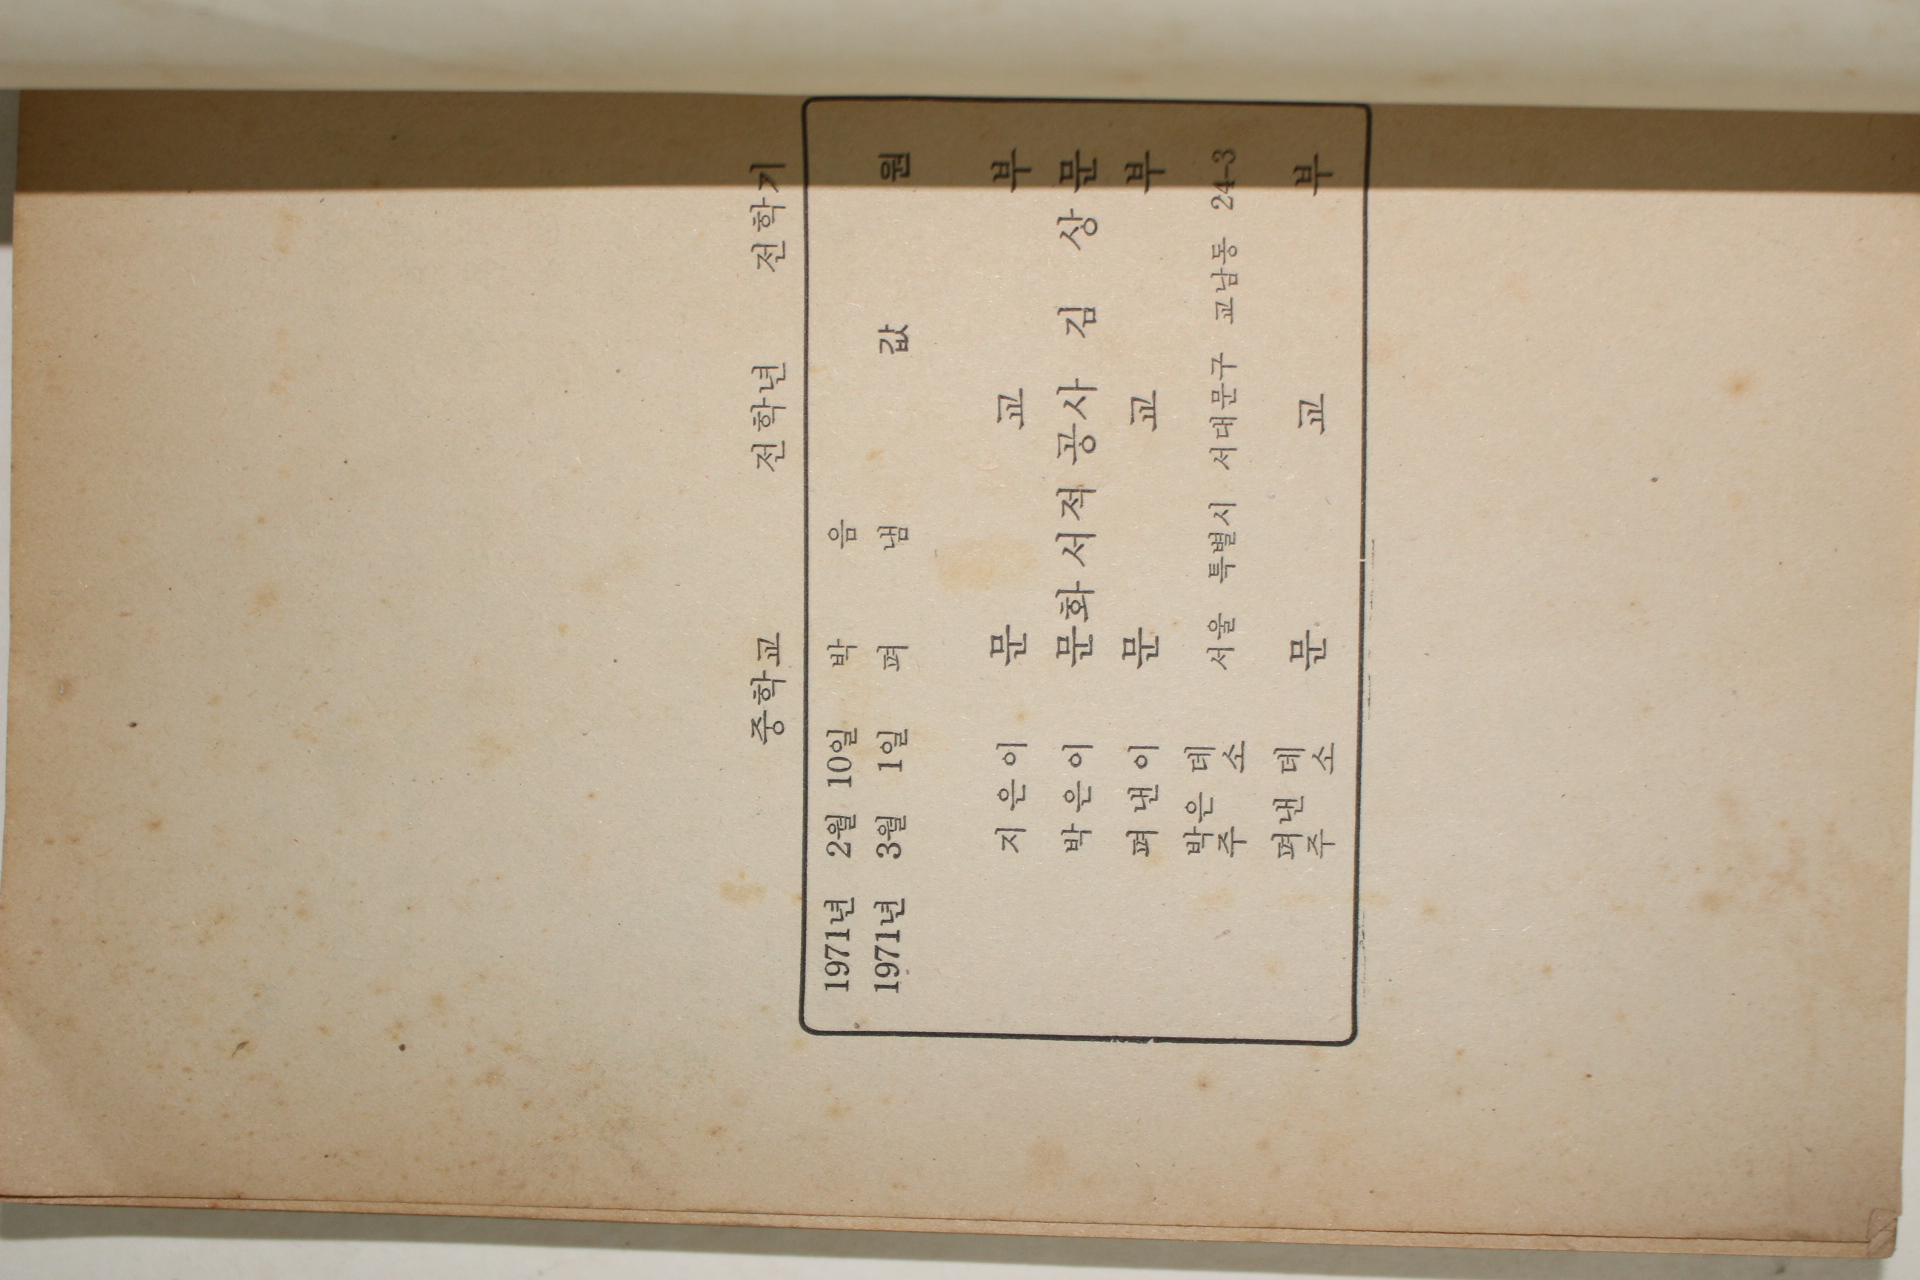 중학교 전학년 전학기
1971년 2월 10일 박 음
1971년 3월 1일 펴 냄 값 원
지은이 문 교 부
박은이 문화서적공사 김 상 문
펴낸이 문 교 부
박은 데
주 소 서울 특별시 서대문구 교남동 24-3
펴낸 데
주 소 문 교 부